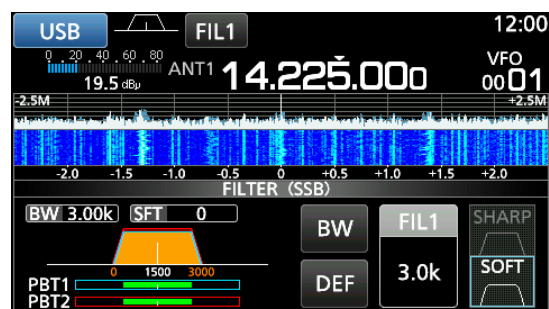 USB FIL1 12:00
0 20 40 60 80
19.5 dBμ ANT1 14.225.000 VFO 0001
-2.5M +2.5M
-2.0 -1.5 -1.0 -0.5 0 +0.5 +1.0 +1.5 +2.0
FILTER (SSB)
BW 3.00k SFT 0 BW FIL1 SHARP
0 1500 3000
PBT1 DEF 3.0k SOFT
PBT2